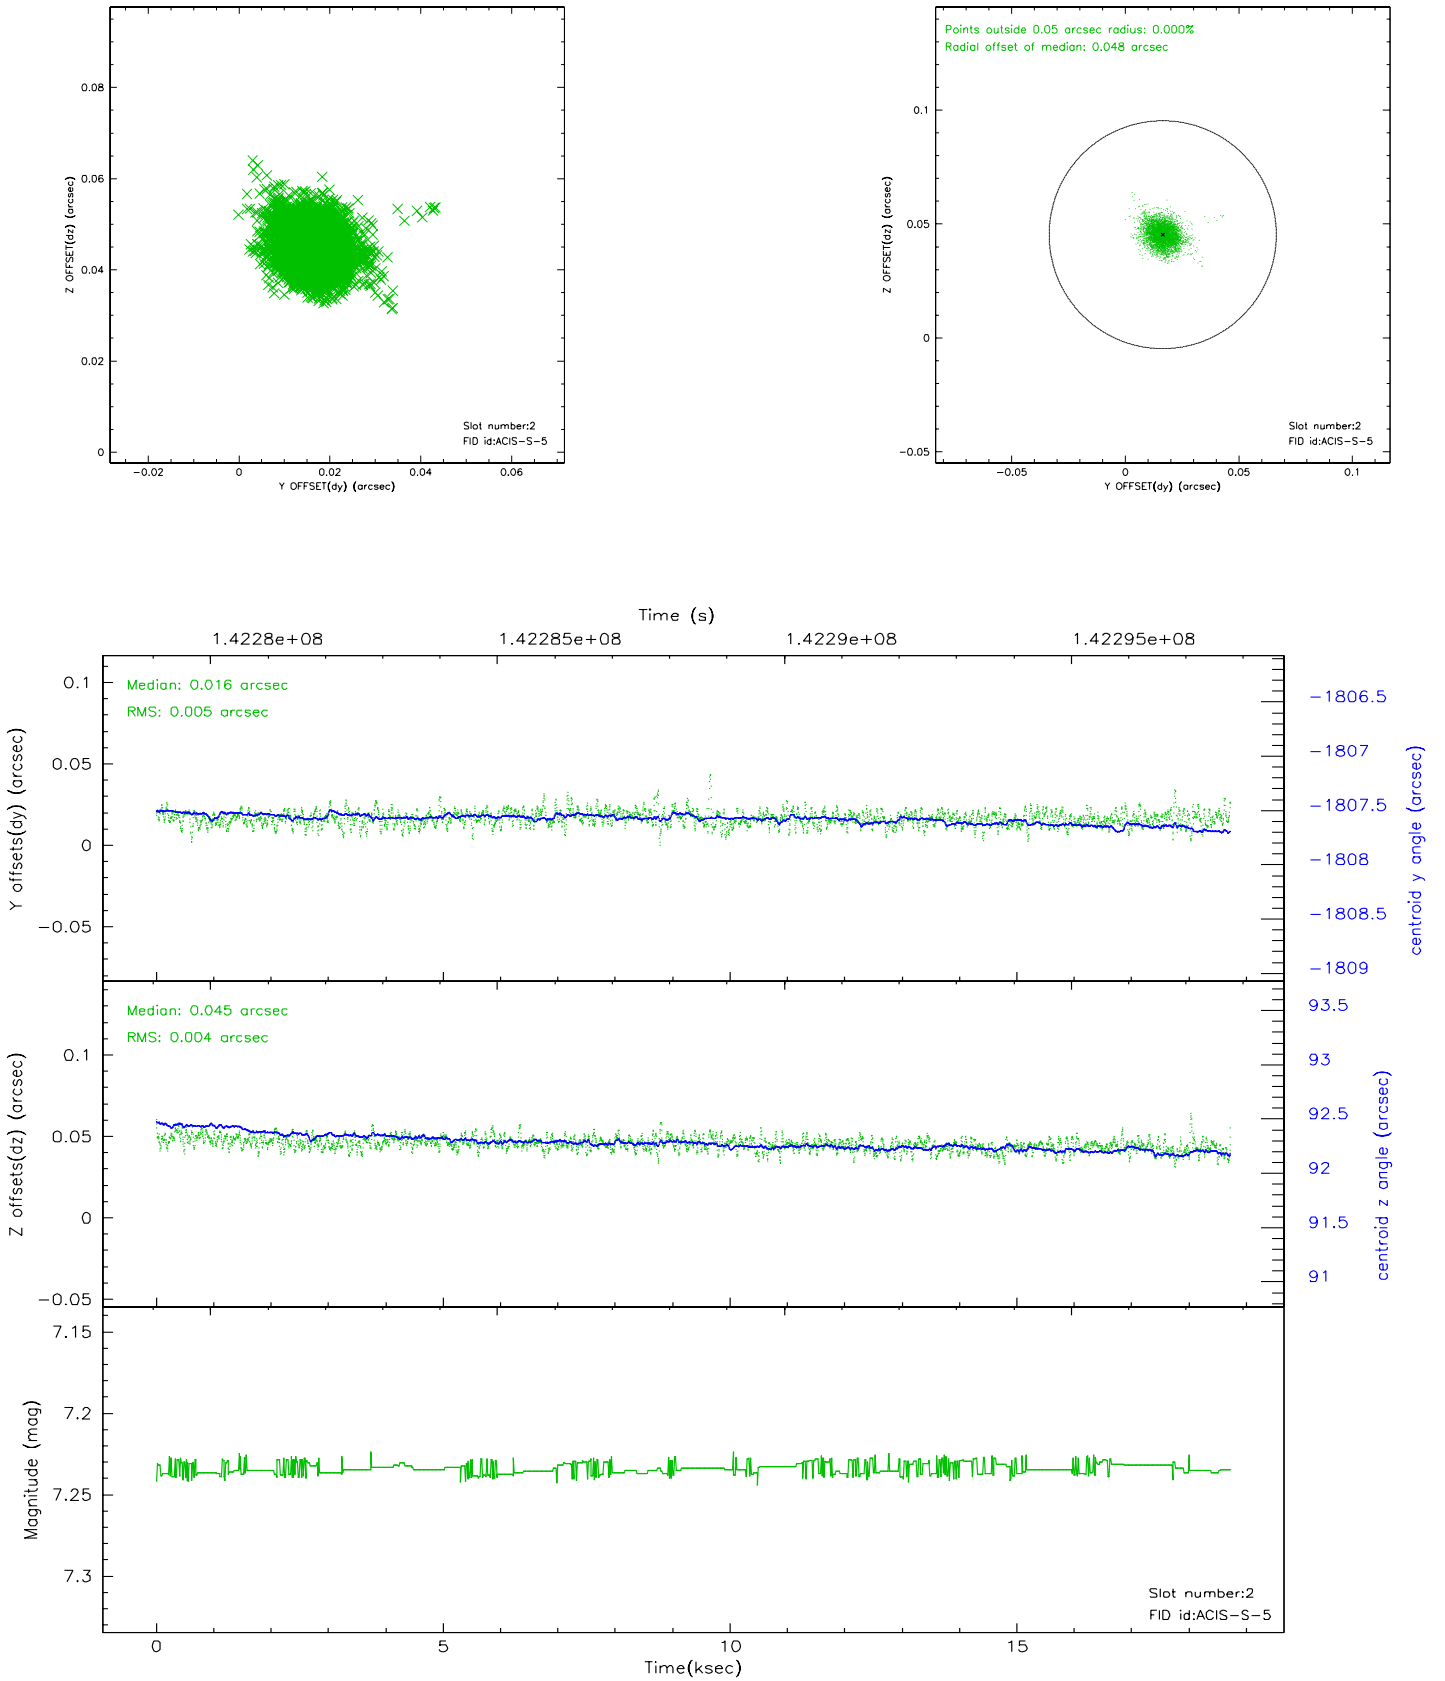 0.08
0.06
0.04
0.02
0
Z OFFSET(dz) (arcsec)
Slot number:2
FID id:ACIS-S-5
-0.02 0 0.02 0.04 0.06
Y OFFSET(dy) (arcsec)
Points outside 0.05 arcsec radius: 0.000%
Radial offset of median: 0.048 arcsec
0.1
0.05
0
-0.05
Z OFFSET(dz) (arcsec)
Slot number:2
FID id:ACIS-S-5
-0.05 0 0.05 0.1
Y OFFSET(dy) (arcsec)
Time (s)
1.4228e+08 1.42285e+08 1.4229e+08 1.42295e+08
Median: 0.016 arcsec
RMS: 0.005 arcsec
0.1
0.05
0
-0.05
Y offsets(dy) (arcsec)
-1806.5
-1807
-1807.5
-1808
-1808.5
-1809
centroid y angle (arcsec)
Median: 0.045 arcsec
RMS: 0.004 arcsec
0.1
0.05
0
-0.05
Z offsets(dz) (arcsec)
93.5
93
92.5
92
91.5
91
centroid z angle (arcsec)
7.15
7.2
7.25
7.3
Magnitude (mag)
Slot number:2
FID id:ACIS-S-5
0 5 10 15
Time(ksec)